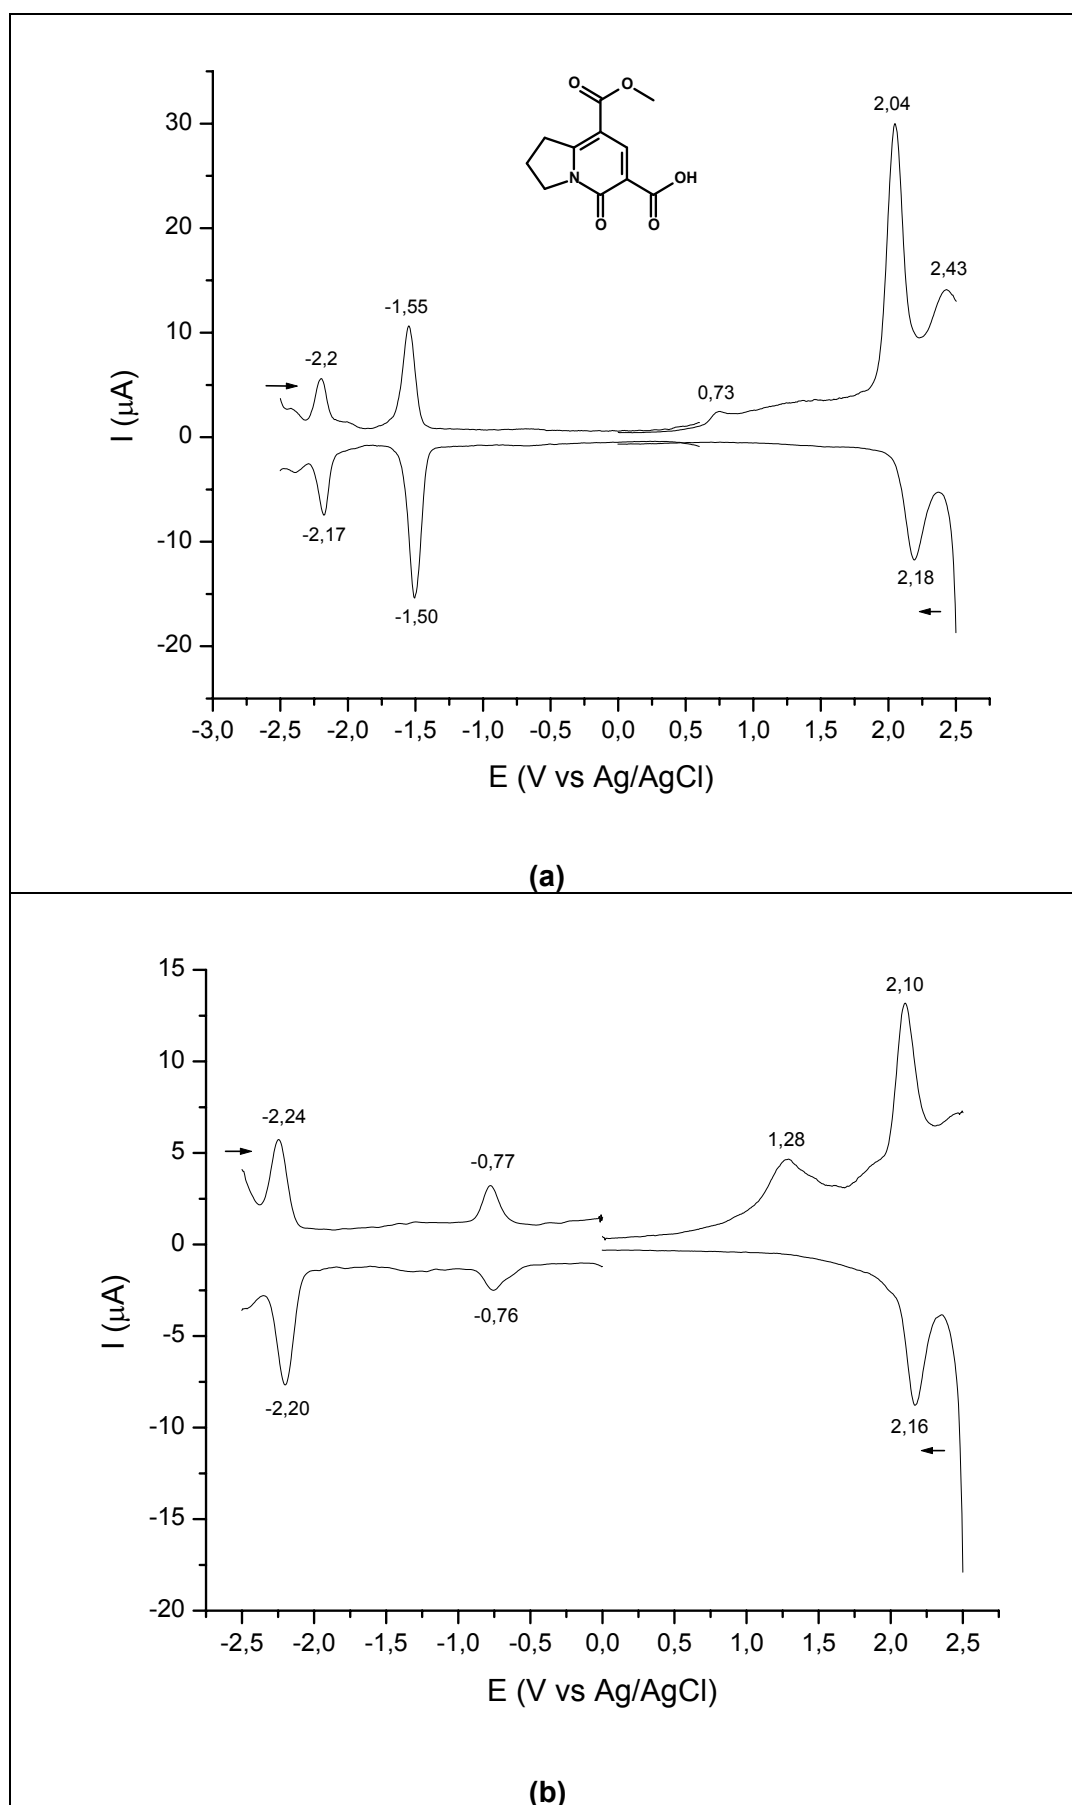 O
O
N
OH
O
O
2,04
2,43
0,73
-1,55
-2,2
-2,17
-1,50
2,18
30
20
10
0
-10
-20
I (μA)
-3,0 -2,5 -2,0 -1,5 -1,0 -0,5 0,0 0,5 1,0 1,5 2,0 2,5
E (V vs Ag/AgCl)
(a)
2,10
1,28
-2,24
-0,77
-0,76
-2,20
2,16
15
10
5
0
-5
-10
-15
-20
I (μA)
-2,5 -2,0 -1,5 -1,0 -0,5 0,0 0,5 1,0 1,5 2,0 2,5
E (V vs Ag/AgCl)
(b)